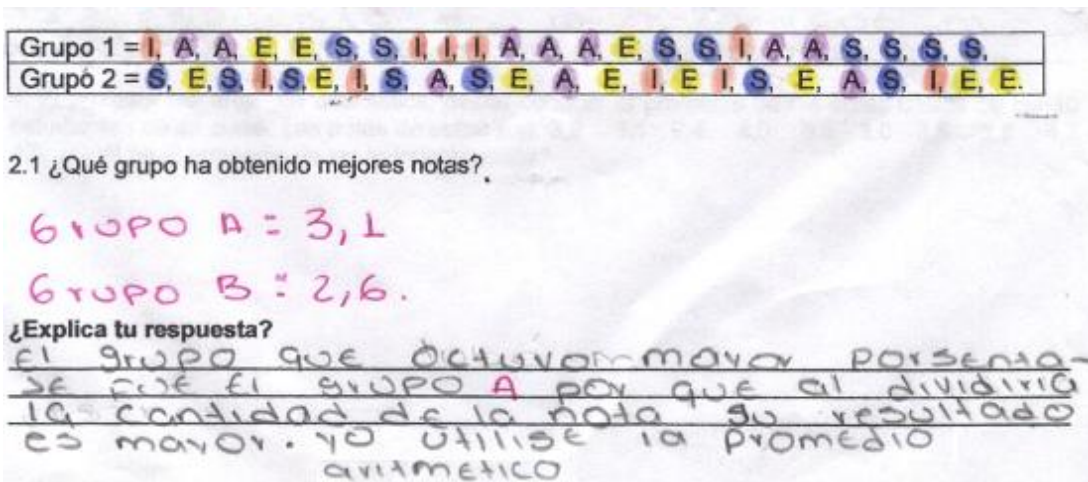 Grupo 1 = I, A, A, E, E, S, S, I, I, I, A, A, A, E, S, S, I, A, A, S, S, S, S,
Grupo 2 = S, E, S, I, S, E, I, S, A, S, E, A, E, I, E, I, S, E, A, S, I, E, E.
2.1 ¿Qué grupo ha obtenido mejores notas?
Grupo A = 3,1
Grupo B = 2,6.
¿Explica tu respuesta?
El grupo que octuvo mayor porsenta-
se fue el grupo A por que al dividirla
la cantidad de la nota su resultado
es mayor. yo utilise la promedio
aritmetico